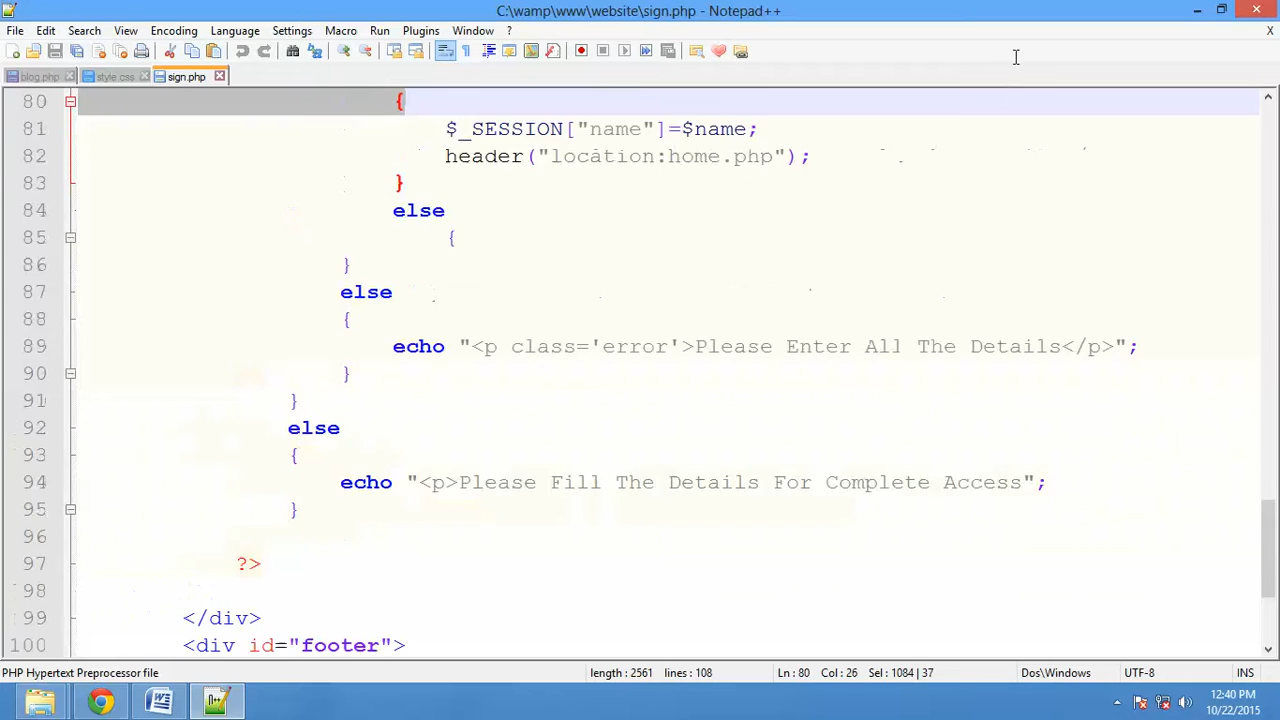 C:\wamp\www\website\sign.php - Notepad++
File Edit Search View Encoding Language Settings Macro Run Plugins Window ? X
blog.php style.css sign.php
80 {
81 $_SESSION["name"]=$name;
82 header("location:home.php");
83 }
84 else
85 {
86 }
87 else
88 {
89 echo "<p class='error'>Please Enter All The Details</p>";
90 }
91 }
92 else
93 {
94 echo "<p>Please Fill The Details For Complete Access";
95 }
96
97 ?>
98
99 </div>
100 <div id="footer">
PHP Hypertext Preprocessor file length : 2561 lines : 108 Ln : 80 Col : 26 Sel : 1084 | 37 Dos\Windows UTF-8 INS
12:40 PM
10/22/2015